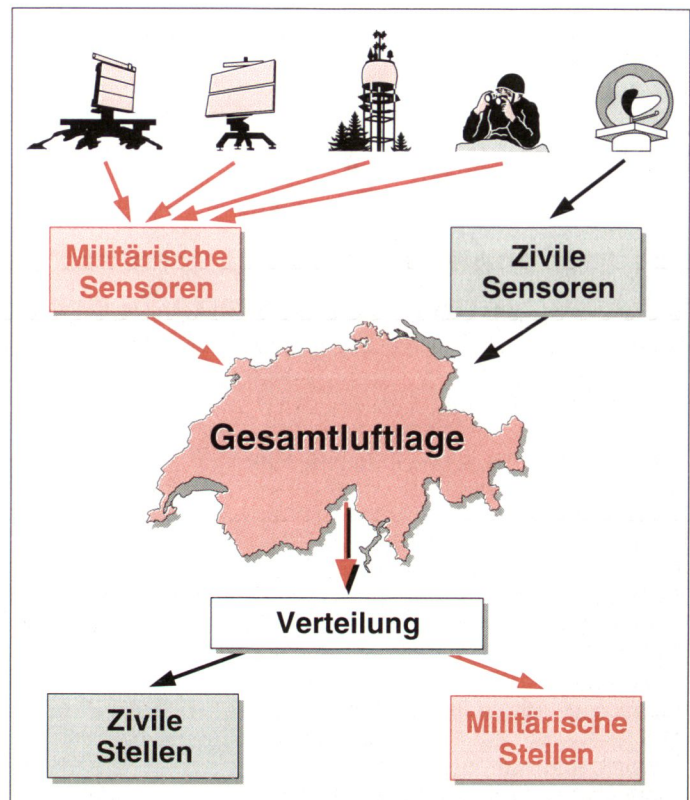 Militärische
Sensoren
Zivile
Sensoren
Gesamtluftlage
Verteilung
Zivile
Stellen
Militärische
Stellen